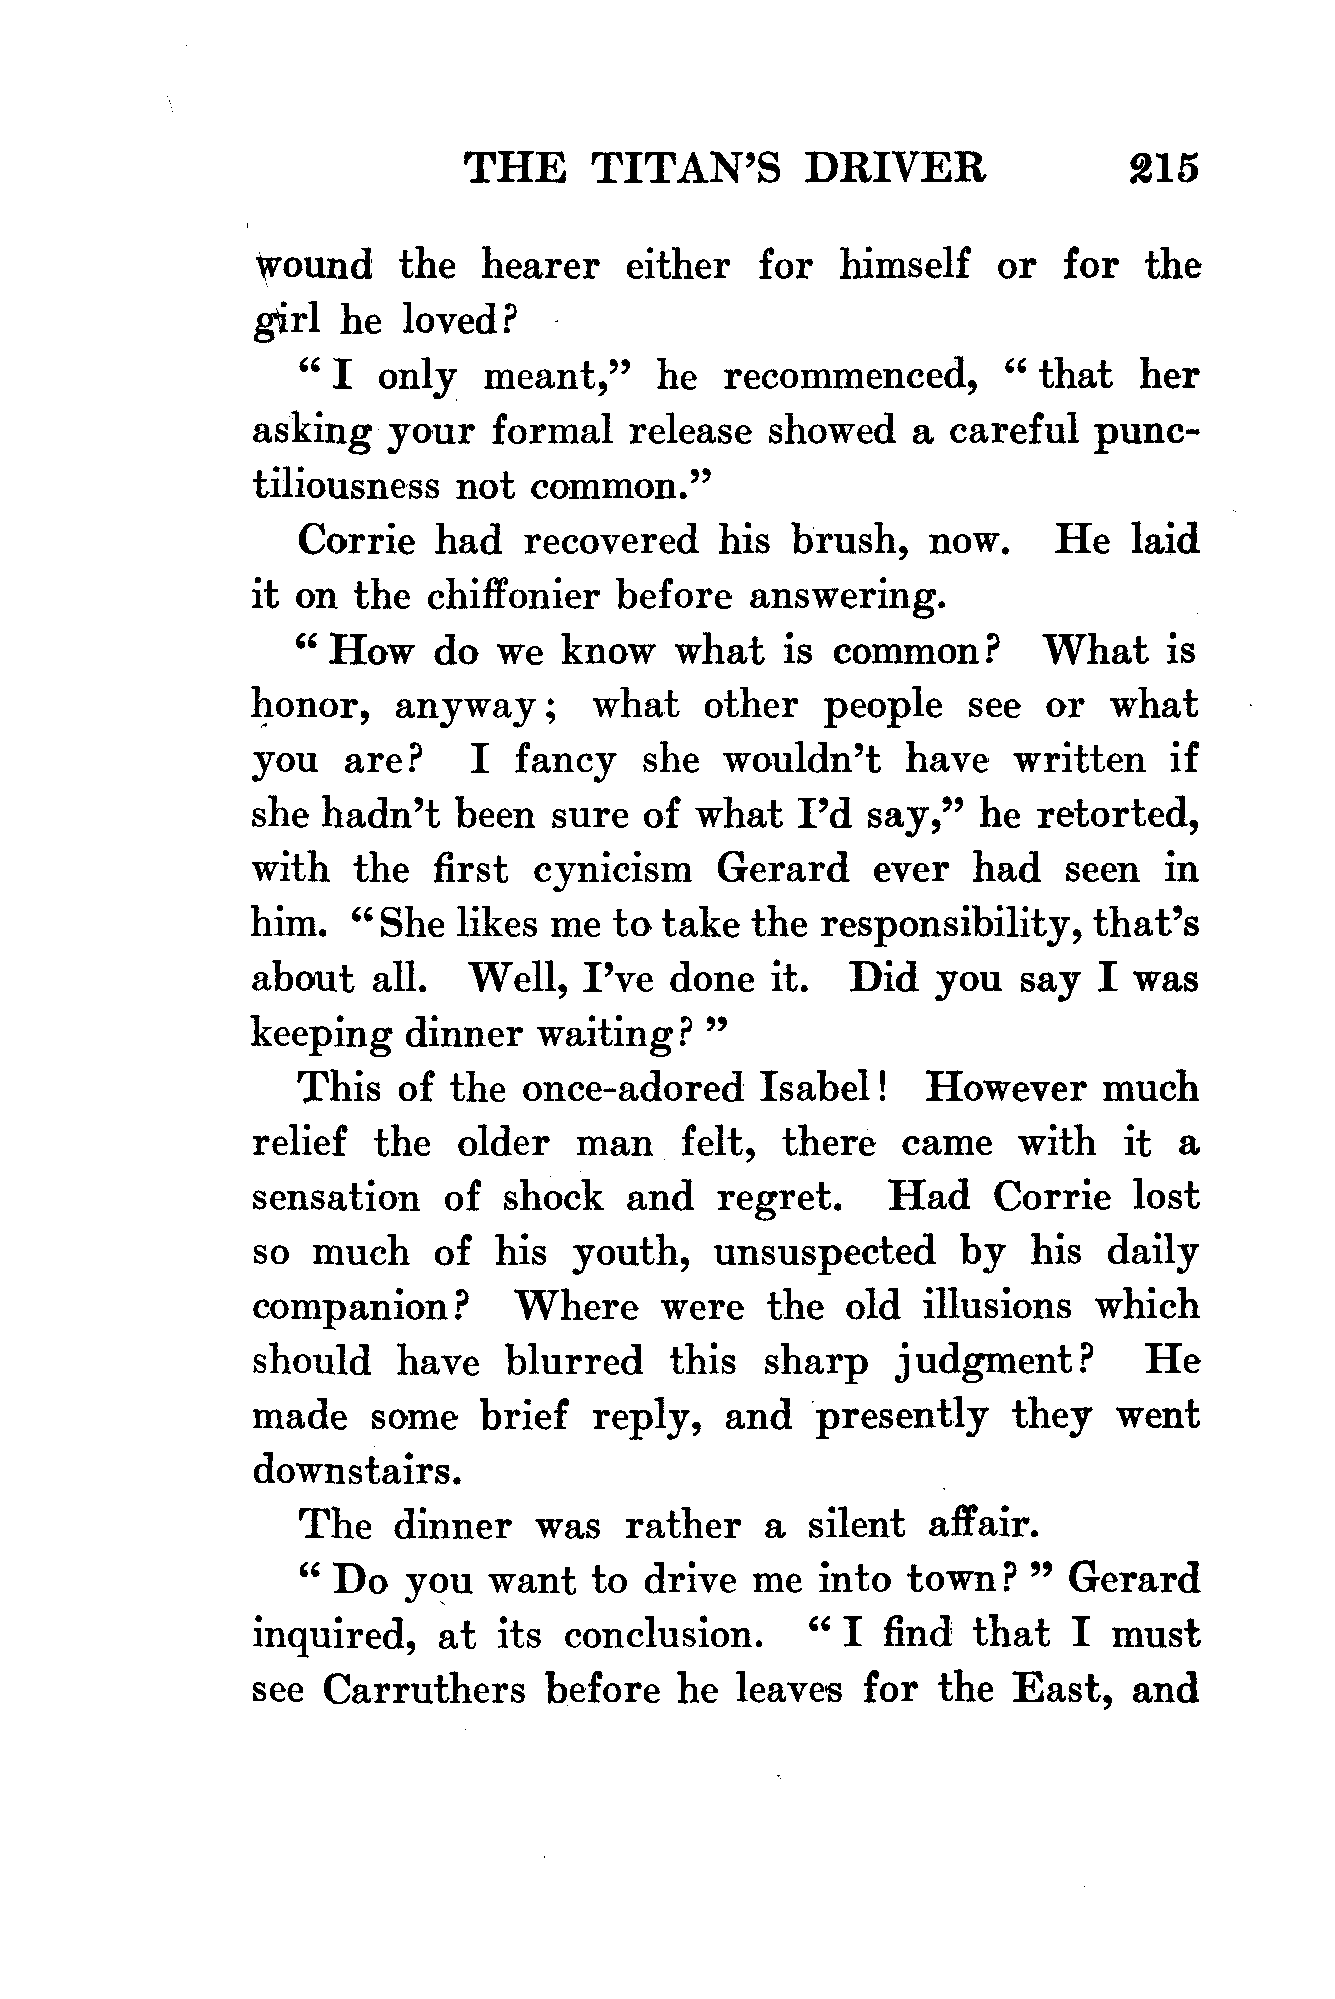 THE TITAN'S DRIVER 215
wound the hearer either for himself or for the
girl he loved?
“ I only meant,” he recommenced, “ that her
asking your formal release showed a careful punc-
tiliousness not common.”
Corrie had recovered his brush, now. He laid
it on the chiffonier before answering.
“ How do we know what is common? What is
honor, anyway; what other people see or what
you are? I fancy she wouldn’t have written if
she hadn’t been sure of what I’d say,” he retorted,
with the first cynicism Gerard ever had seen in
him. “She likes me to take the responsibility, that’s
about all. Well, I’ve done it. Did you say I was
keeping dinner waiting? ”
This of the once-adored Isabel! However much
relief the older man felt, there came with it a
sensation of shock and regret. Had Corrie lost
so much of his youth, unsuspected by his daily
companion? Where were the old illusions which
should have blurred this sharp judgment? He
made some brief reply, and presently they went
downstairs.
The dinner was rather a silent affair.
“ Do you want to drive me into town? ” Gerard
inquired, at its conclusion. “ I find that I must
see Carruthers before he leaves for the East, and